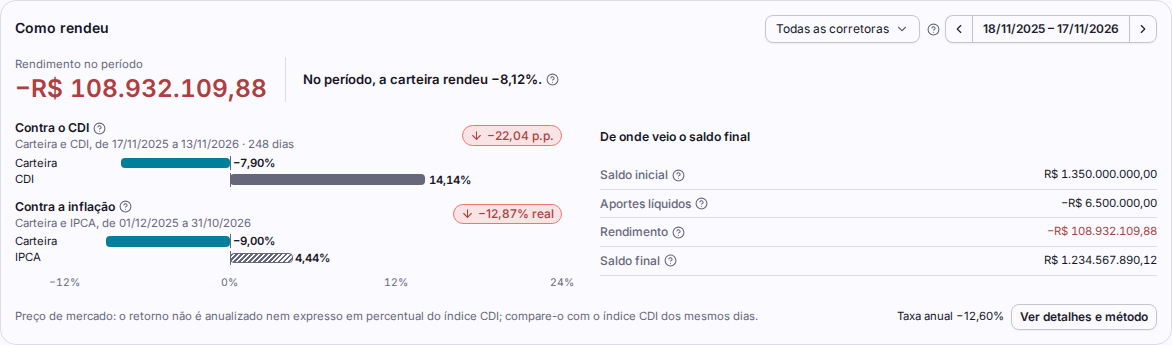 Como rendeu
Todas as corretoras
18/11/2025 – 17/11/2026
Rendimento no período
−R$ 108.932.109,88
No período, a carteira rendeu −8,12%.
Contra o CDI
−22,04 p.p.
Carteira e CDI, de 17/11/2025 a 13/11/2026 · 248 dias
Carteira −7,90%
CDI 14,14%
Contra a inflação
−12,87% real
Carteira e IPCA, de 01/12/2025 a 31/10/2026
Carteira −9,00%
IPCA 4,44%
−12% 0% 12% 24%
De onde veio o saldo final
Saldo inicial R$ 1.350.000.000,00
Aportes líquidos −R$ 6.500.000,00
Rendimento −R$ 108.932.109,88
Saldo final R$ 1.234.567.890,12
Preço de mercado: o retorno não é anualizado nem expresso em percentual do índice CDI; compare-o com o índice CDI dos mesmos dias.
Taxa anual −12,60%
Ver detalhes e método